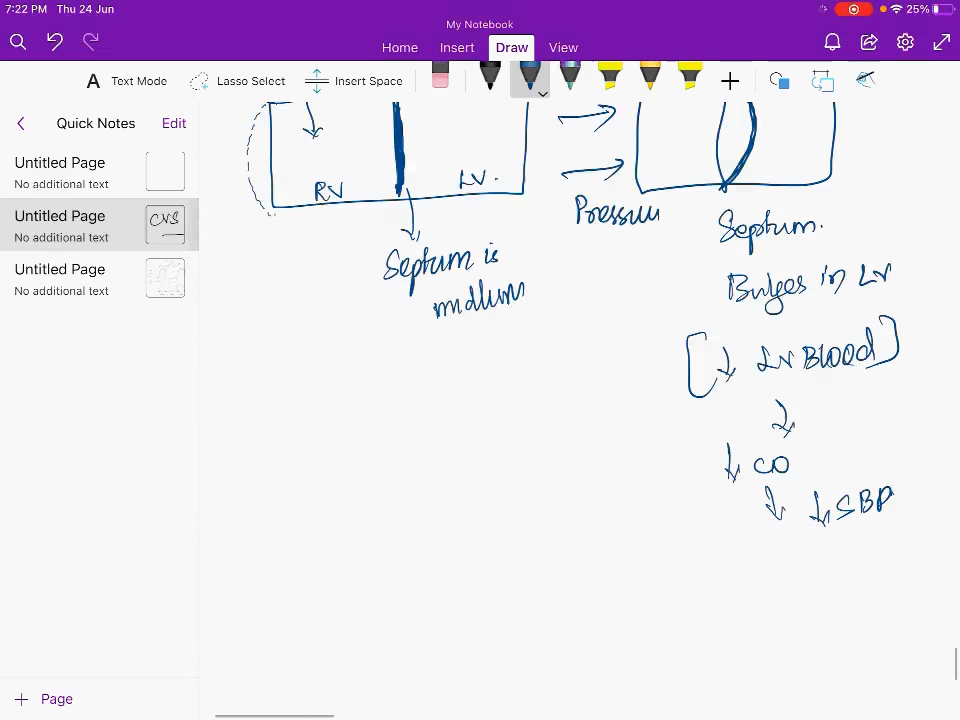 7:22 PM Thu 24 Jun
25%
My Notebook
Home Insert Draw View
Text Mode Lasso Select Insert Space
Quick Notes Edit
Untitled Page
No additional text
Untitled Page
No additional text
CNS
Untitled Page
No additional text
RV LV.
Septum is
Pressure
Septum.
Bulges in LV
[↓ LV Blood]
↓
↓ CO
↓ ↓ SBP
+ Page